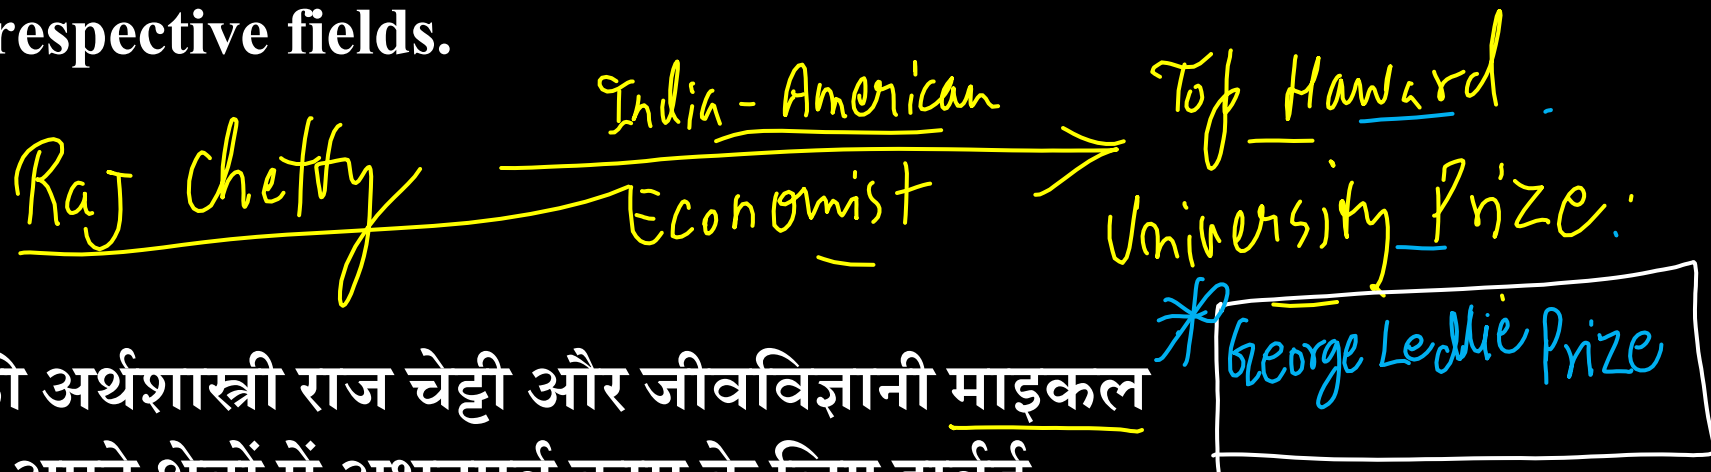 respective fields.
India - American
Raj Chetty
Economist
Top Harvard
University Prize.
* George Ledlie Prize
अर्थशास्त्री राज चेट्टी और जीवविज्ञानी माइकल